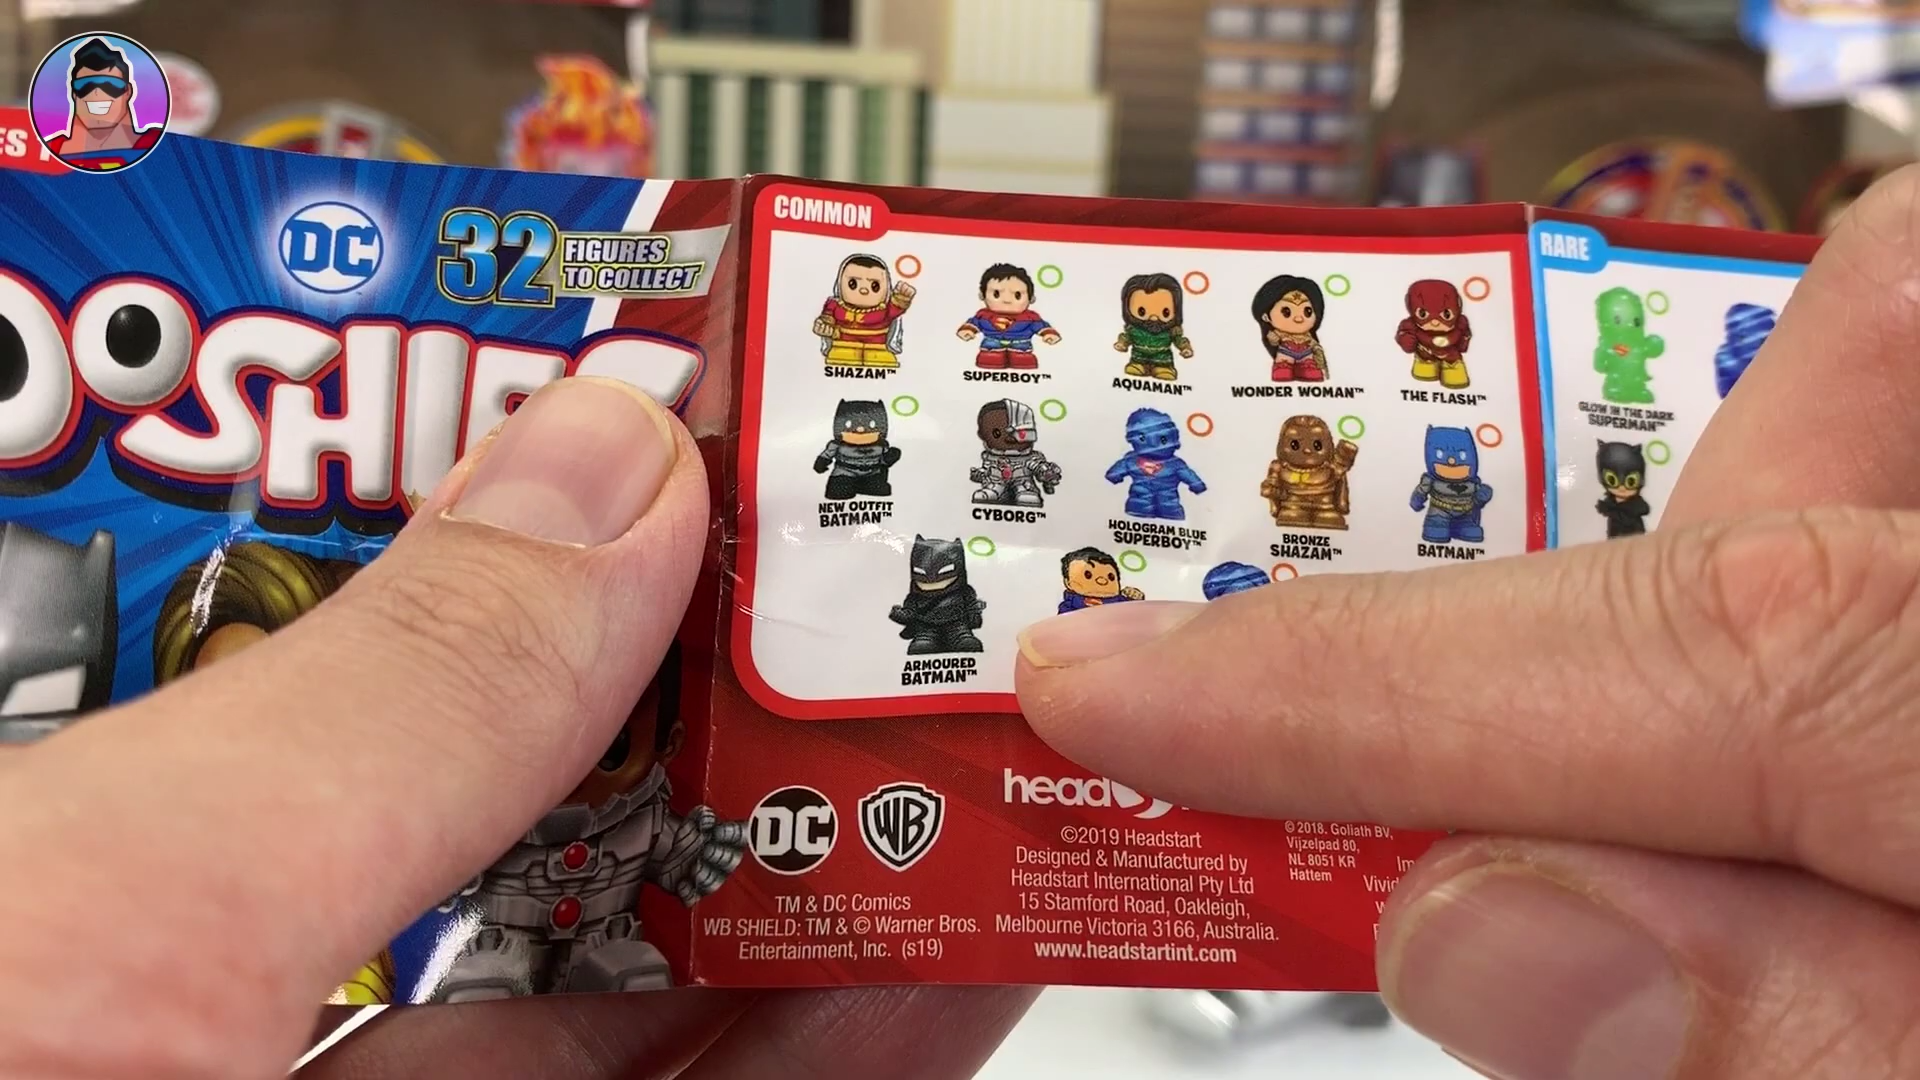 DC
32
FIGURES
TO COLLECT
COMMON
SHAZAM™
SUPERBOY™
AQUAMAN™
WONDER WOMAN™
THE FLASH™
NEW OUTFIT
BATMAN™
CYBORG™
HOLOGRAM BLUE
SUPERBOY™
BRONZE
SHAZAM™
BATMAN™
ARMOURED
BATMAN™
RARE
GLOW IN THE DARK
SUPERMAN™
DC
WB
TM & DC Comics
WB SHIELD: TM & © Warner Bros.
Entertainment, Inc. (s19)
head
©2019 Headstart
Designed & Manufactured by
Headstart International Pty Ltd
15 Stamford Road, Oakleigh,
Melbourne Victoria 3166, Australia.
www.headstartint.com
© 2018. Goliath BV,
Vijzelpad 80,
NL 8051 KR
Hattem